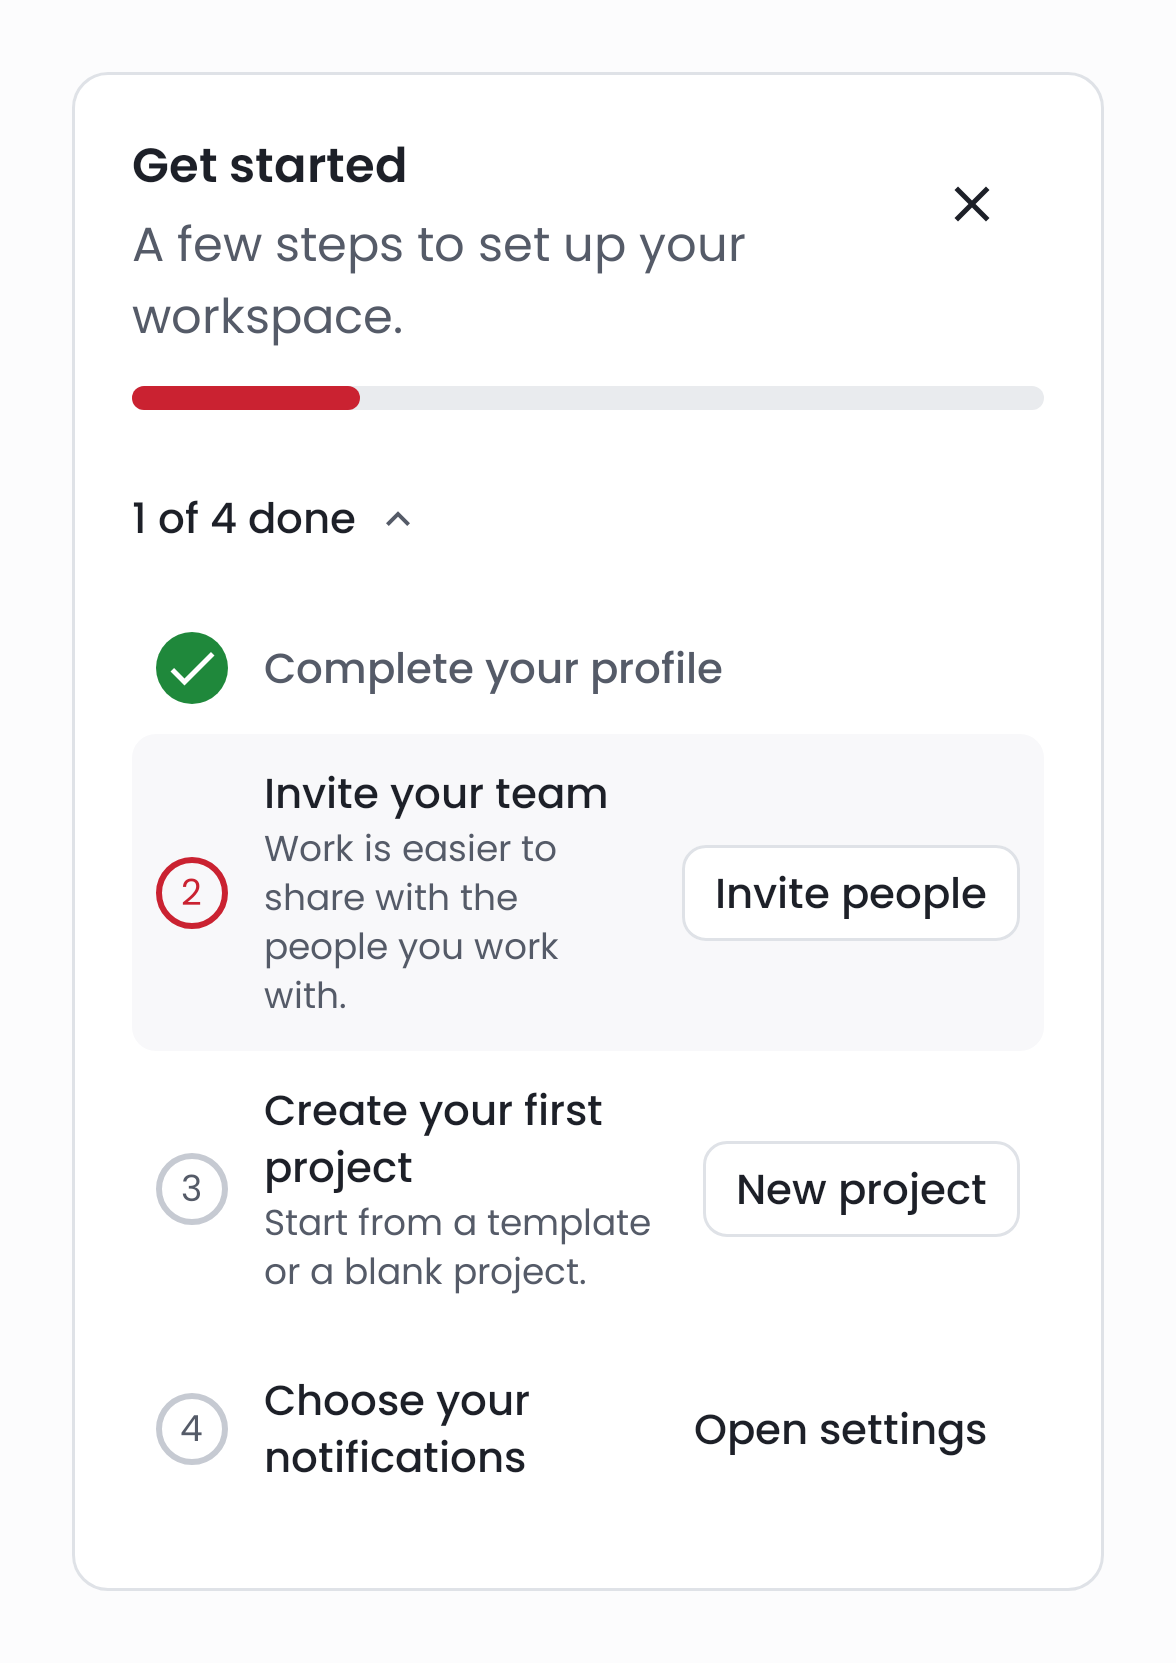 Get started
A few steps to set up your
workspace.
1 of 4 done
Complete your profile
Invite your team
Work is easier to
share with the
people you work
with.
2
Invite people
Create your first
project
Start from a template
or a blank project.
3
New project
Choose your
notifications
4
Open settings